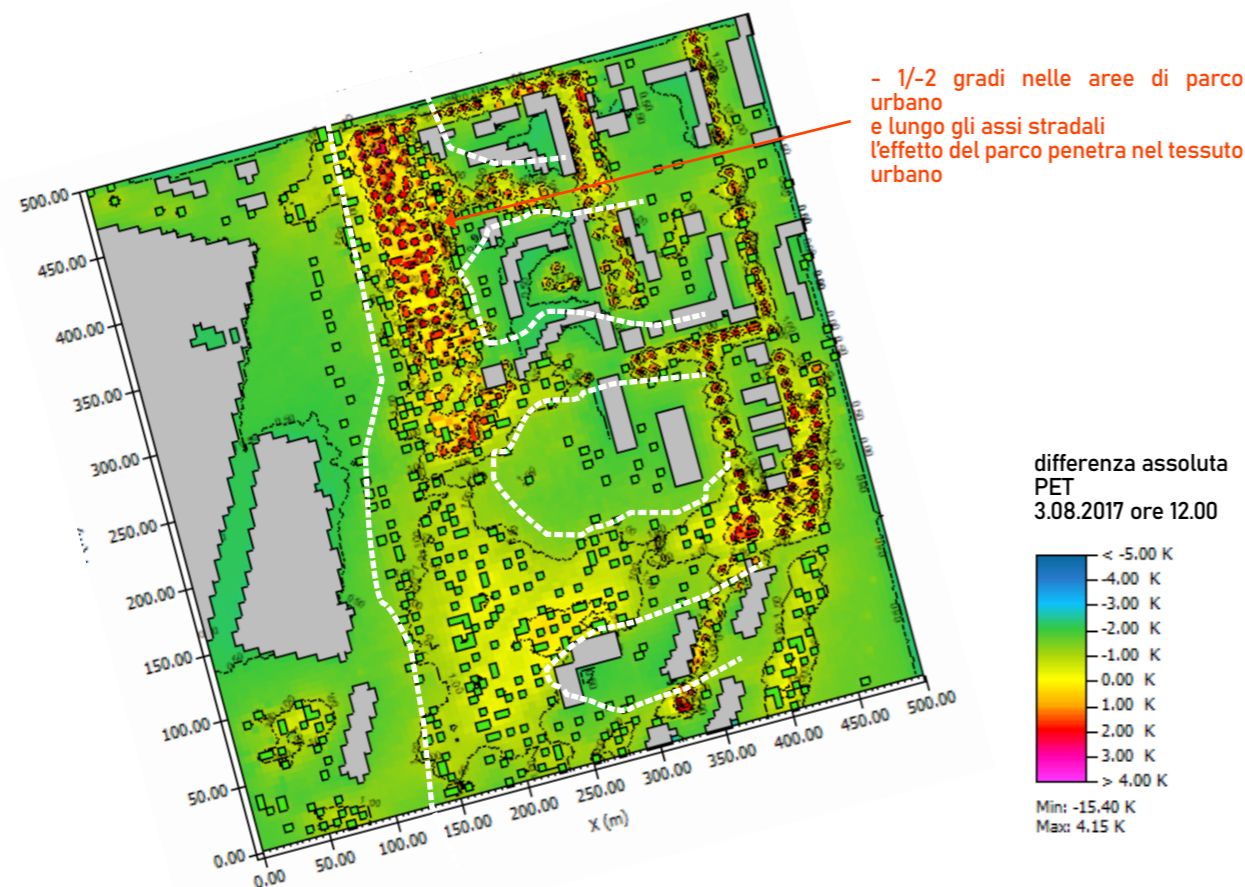 - 1/-2 gradi nelle aree di parco
urbano
e lungo gli assi stradali
l'effetto del parco penetra nel tessuto
urbano
500.00
450.00
400.00
350.00
300.00
250.00
200.00
150.00
100.00
50.00
0.00
0.00
50.00
100.00
150.00
200.00
250.00
300.00
350.00
400.00
450.00
500.00
X (m)
differenza assoluta
PET
3.08.2017 ore 12.00
< -5.00 K
-4.00 K
-3.00 K
-2.00 K
-1.00 K
0.00 K
1.00 K
2.00 K
3.00 K
> 4.00 K
Min: -15.40 K
Max: 4.15 K